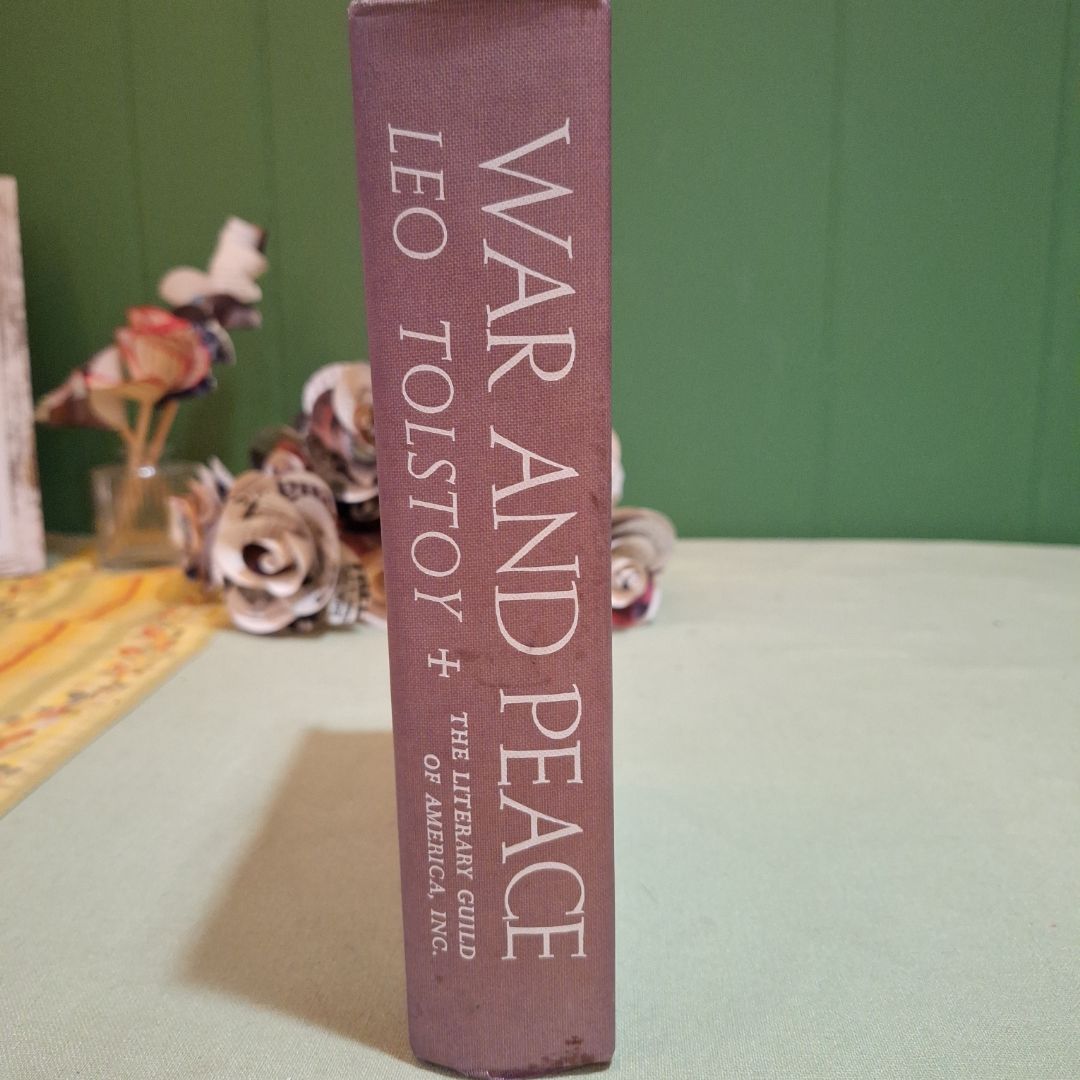 WAR AND PEACE
LEO TOLSTOY +
THE LITERARY GUILD
OF AMERICA, INC.